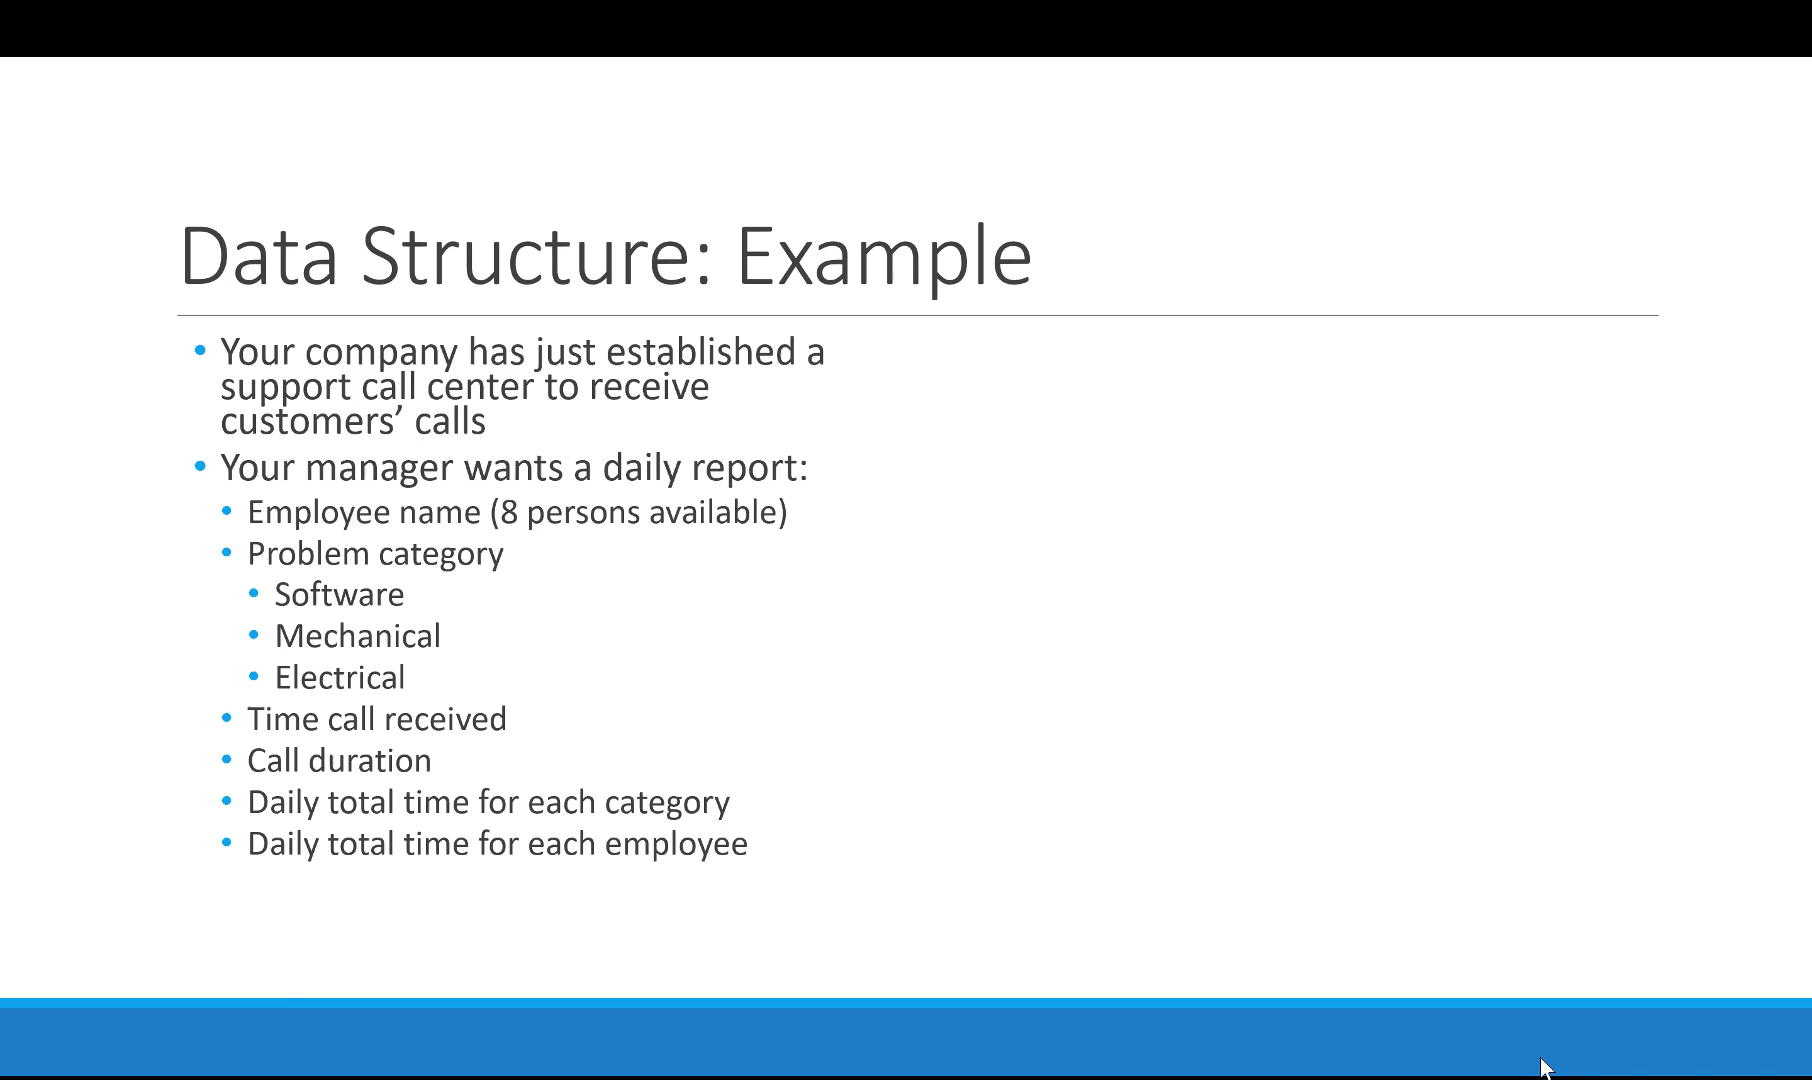 Data Structure: Example
• Your company has just established a
support call center to receive
customers’ calls
• Your manager wants a daily report:
• Employee name (8 persons available)
• Problem category
• Software
• Mechanical
• Electrical
• Time call received
• Call duration
• Daily total time for each category
• Daily total time for each employee